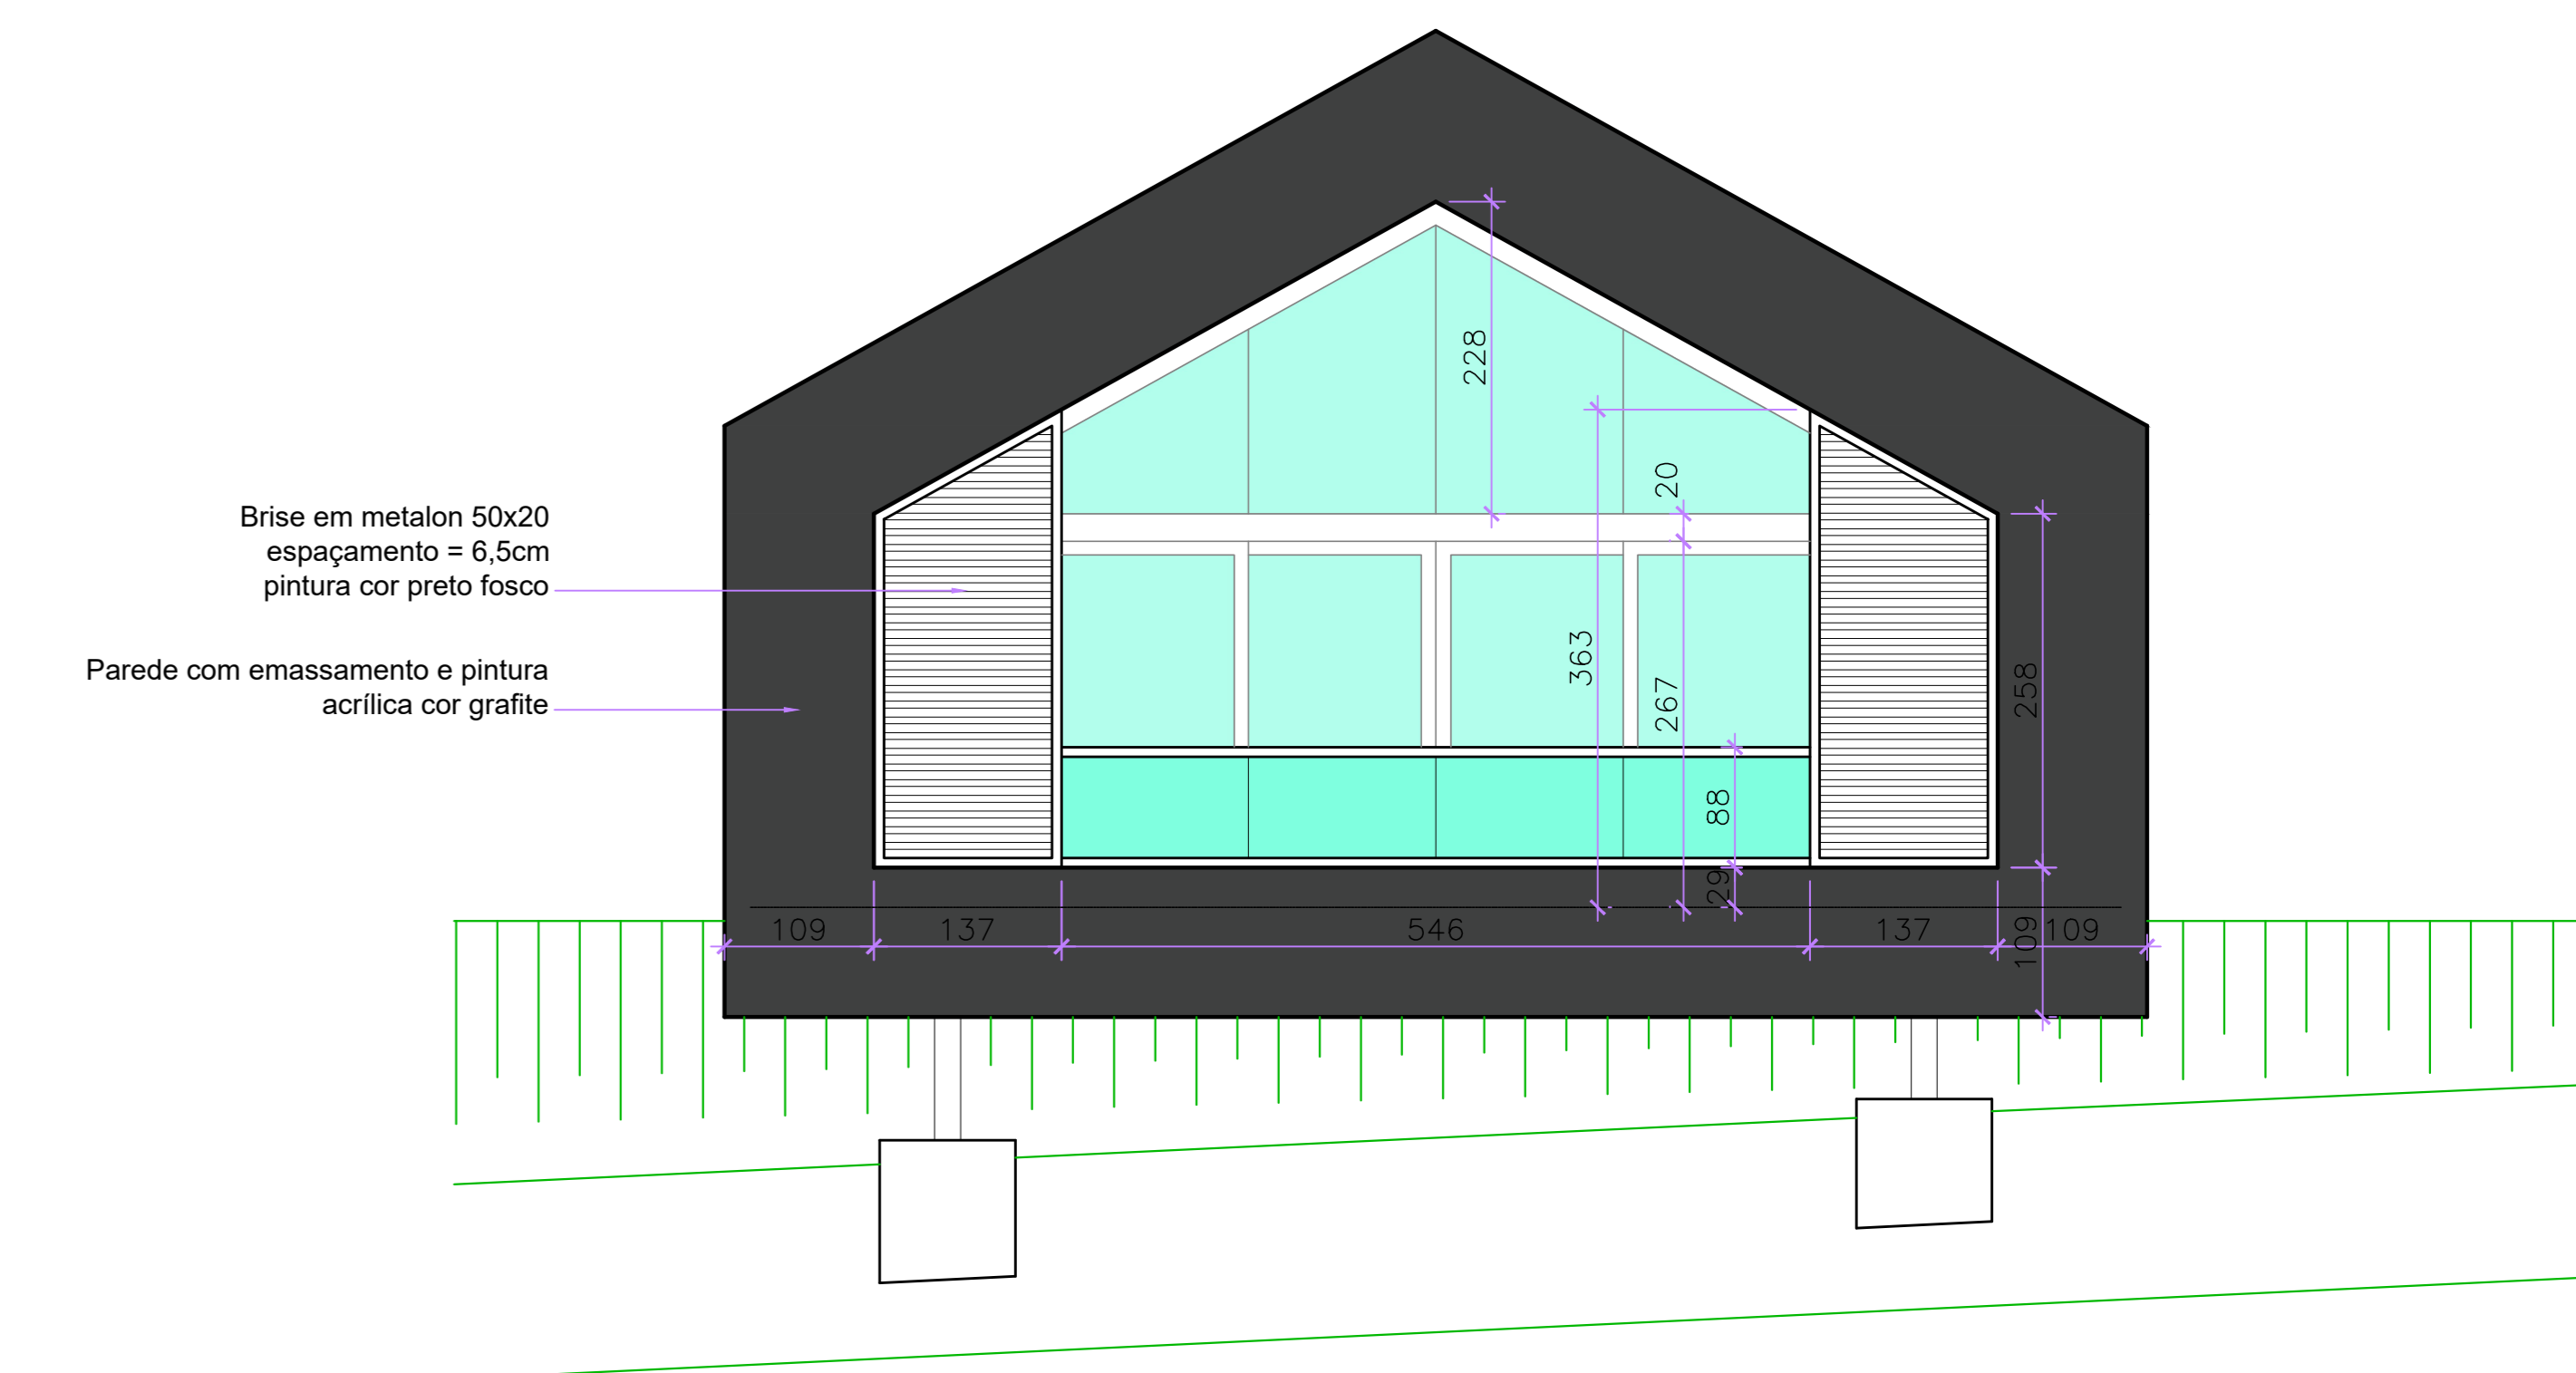 228
20
Brise em metalon 50x20
espaçamento = 6,5cm
pintura cor preto fosco
363
Parede com emassamento e pintura
acrílica cor grafite
267
258
88
29
109
137
546
137
109
109